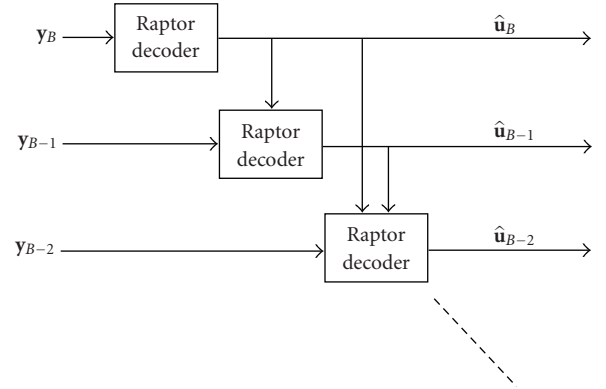 y_B
Raptor
decoder
û_B
y_{B−1}
Raptor
decoder
û_{B−1}
y_{B−2}
Raptor
decoder
û_{B−2}